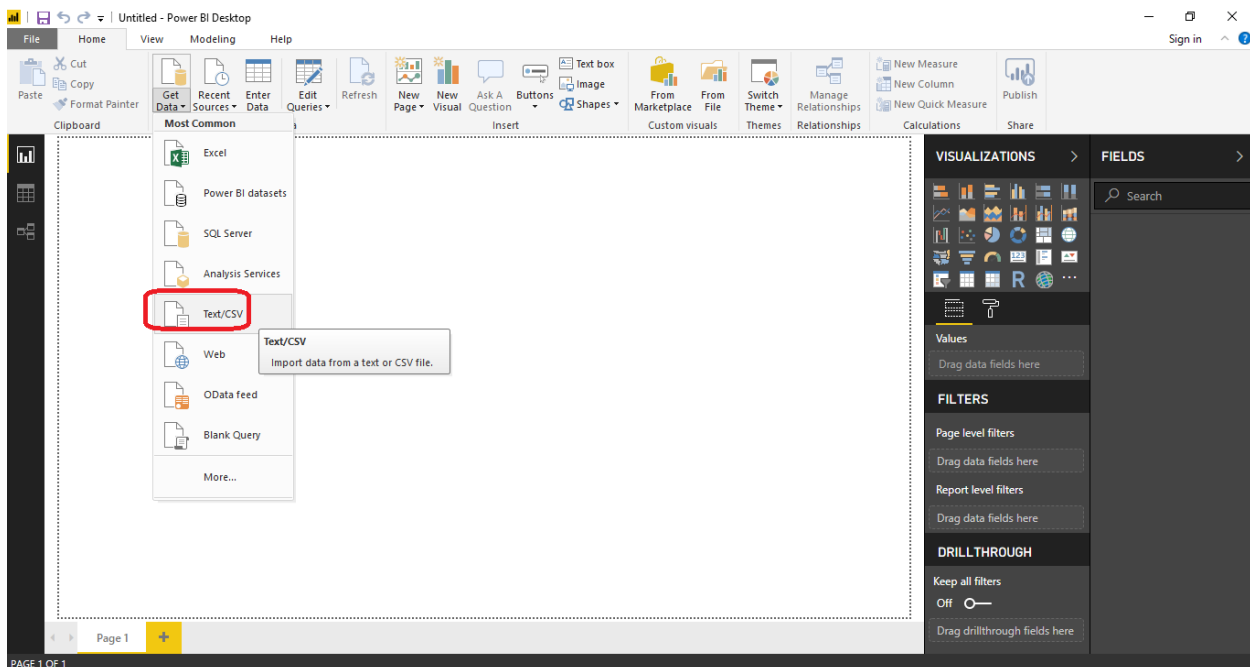 Untitled - Power BI Desktop
File Home View Modeling Help Sign in
Paste
Cut
Copy
Format Painter
Clipboard
Get Data
Recent Sources
Enter Data
Edit Queries
Refresh
New Page
New Visual
Ask A Question
Buttons
Text box
Image
Shapes
Insert
From Marketplace
From File
Custom visuals
Switch Theme
Themes
Manage Relationships
Relationships
New Measure
New Column
New Quick Measure
Calculations
Publish
Share
Most Common
Excel
Power BI datasets
SQL Server
Analysis Services
Text/CSV
Text/CSV
Import data from a text or CSV file.
Web
OData feed
Blank Query
More...
VISUALIZATIONS
123
R
Values
Drag data fields here
FILTERS
Page level filters
Drag data fields here
Report level filters
Drag data fields here
DRILLTHROUGH
Keep all filters
Off
Drag drillthrough fields here
FIELDS
Search
Page 1
PAGE 1 OF 1